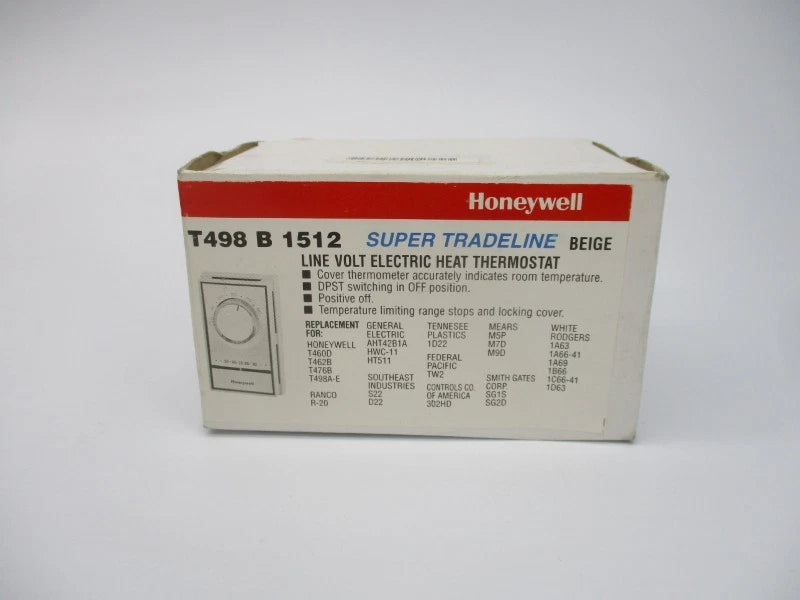 Honeywell
T498 B 1512 SUPER TRADELINE BEIGE
LINE VOLT ELECTRIC HEAT THERMOSTAT
■ Cover thermometer accurately indicates room temperature.
■ DPST switching in OFF position.
■ Positive off.
■ Temperature limiting range stops and locking cover.
REPLACEMENT
FOR:
HONEYWELL
T460D
T462B
T476B
T498A-E
RANCO
R-20
GENERAL
ELECTRIC
AHT42B1A
HWC-11
HT511
SOUTHEAST
INDUSTRIES
S22
D22
TENNESEE
PLASTICS
1D22
FEDERAL
PACIFIC
TW2
CONTROLS CO.
OF AMERICA
302HD
MEARS
M5P
M7D
M9D
SMITH GATES
CORP
SG1S
SG2D
WHITE
RODGERS
1A63
1A66-41
1A69
1B66
1C66-41
1D63
Honeywell